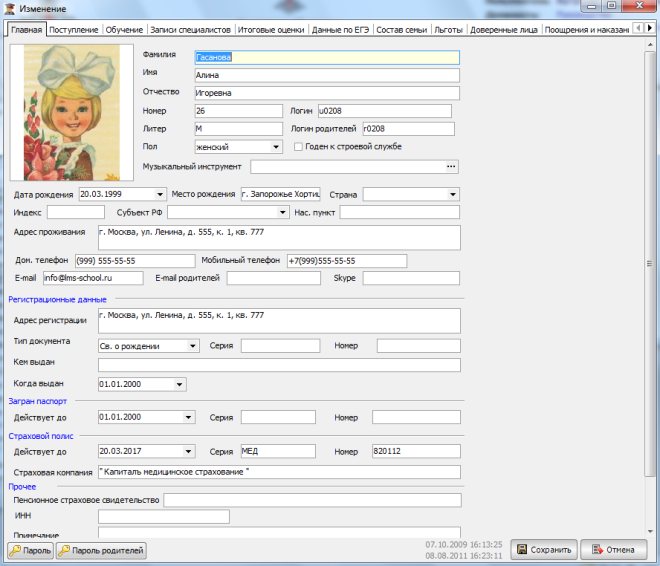 Изменение
Главная Поступление Обучение Записи специалистов Итоговые оценки Данные по ЕГЭ Состав семьи Льготы Доверенные лица Поощрения и наказани
Фамилия Гасанова
Имя Алина
Отчество Игоревна
Номер 26 Логин u0208
Литер М Логин родителей r0208
Пол женский Годен к строевой службе
Музыкальный инструмент ...
Дата рождения 20.03.1999 Место рождения г. Запорожье Хортиц Страна
Индекс Субъект РФ Нас. пункт
Адрес проживания г. Москва, ул. Ленина, д. 555, к. 1, кв. 777
Дом. телефон (999) 555-55-55 Мобильный телефон +7(999)555-55-55
E-mail info@lms-school.ru E-mail родителей Skype
Регистрационные данные
Адрес регистрации г. Москва, ул. Ленина, д. 555, к. 1, кв. 777
Тип документа Св. о рождении Серия Номер
Кем выдан
Когда выдан 01.01.2000
Загран паспорт
Действует до 01.01.2000 Серия Номер
Страховой полис
Действует до 20.03.2017 Серия МЕД Номер 820112
Страховая компания " Капиталъ медицинское страхование "
Прочее
Пенсионное страховое свидетельство
ИНН
Примечание
Пароль Пароль родителей 07.10.2009 16:13:25
08.08.2011 16:23:11 Сохранить Отмена